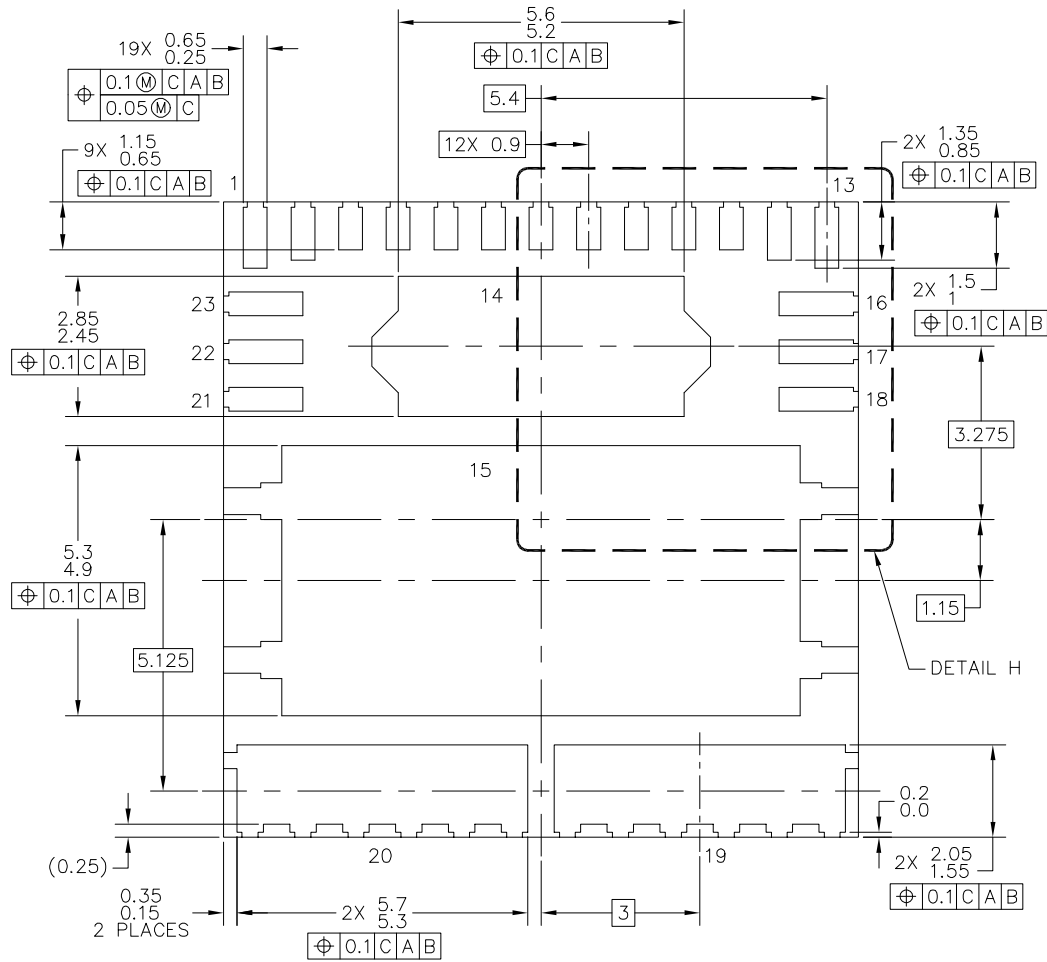 5.6
5.2
⌖ 0.1 C A B
19X 0.65
0.25
⌖ 0.1Ⓜ C A B
0.05Ⓜ C
5.4
12X 0.9
9X 1.15
0.65
⌖ 0.1 C A B
2X 1.35
0.85
⌖ 0.1 C A B
1
13
2X 1.5
1
⌖ 0.1 C A B
14
23
16
2.85
2.45
⌖ 0.1 C A B
22
17
21
18
3.275
15
5.3
4.9
⌖ 0.1 C A B
1.15
5.125
DETAIL H
0.2
0.0
(0.25)
20
19
2X 2.05
1.55
⌖ 0.1 C A B
0.35
0.15
2 PLACES
2X 5.7
5.3
⌖ 0.1 C A B
3